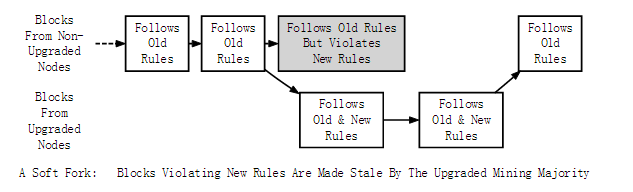 Blocks
From Non-
Upgraded
Nodes
Follows
Old
Rules
Follows
Old
Rules
Follows Old Rules
But Violates
New Rules
Follows
Old
Rules
Blocks
From
Upgraded
Nodes
Follows
Old & New
Rules
Follows
Old & New
Rules
A Soft Fork: Blocks Violating New Rules Are Made Stale By The Upgraded Mining Majority